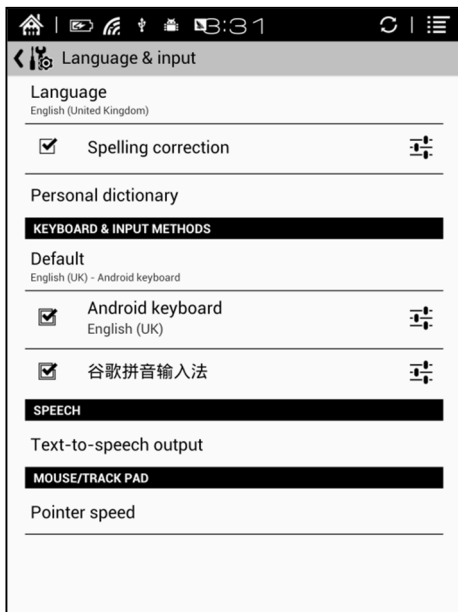 8:31
Language & input
Language
English (United Kingdom)
Spelling correction
Personal dictionary
KEYBOARD & INPUT METHODS
Default
English (UK) - Android keyboard
Android keyboard
English (UK)
谷歌拼音输入法
SPEECH
Text-to-speech output
MOUSE/TRACK PAD
Pointer speed